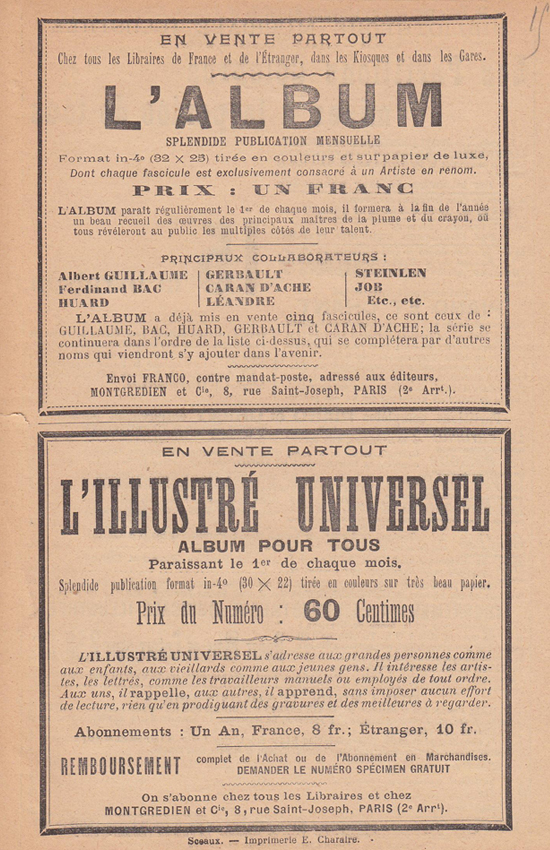 EN VENTE PARTOUT
Chez tous les Libraires de France et de l'Étranger, dans les Kiosques et dans les Gares.
L'ALBUM
SPLENDIDE PUBLICATION MENSUELLE
Format in-4º (32 × 23) tirée en couleurs et sur papier de luxe,
Dont chaque fascicule est exclusivement consacré à un Artiste en renom.
PRIX : UN FRANC
L'ALBUM paraît régulièrement le 1er de chaque mois, il formera à la fin de l'année
un beau recueil des œuvres des principaux maîtres de la plume et du crayon, où
tous révéleront au public les multiples côtés de leur talent.
PRINCIPAUX COLLABORATEURS :
Albert GUILLAUME | GERBAULT | STEINLEN
Ferdinand BAC | CARAN D'ACHE | JOB
HUARD | LÉANDRE | Etc., etc.
L'ALBUM a déjà mis en vente cinq fascicules, ce sont ceux de :
GUILLAUME, BAC, HUARD, GERBAULT et CARAN D'ACHE; la série se
continuera dans l'ordre de la liste ci-dessus, qui se complétera par d'autres
noms qui viendront s'y ajouter dans l'avenir.
Envoi FRANCO, contre mandat-poste, adressé aux éditeurs,
MONTGREDIEN et Cie, 8, rue Saint-Joseph, PARIS (2e Arrt.).
EN VENTE PARTOUT
L'ILLUSTRÉ UNIVERSEL
ALBUM POUR TOUS
Paraissant le 1er de chaque mois.
Splendide publication format in-4º (30 × 22) tirée en couleurs sur très beau papier.
Prix du Numéro : 60 Centimes
L'ILLUSTRÉ UNIVERSEL s'adresse aux grandes personnes comme
aux enfants, aux vieillards comme aux jeunes gens. Il intéresse les artis-
tes, les lettrés, comme les travailleurs manuels ou employés de tout ordre.
Aux uns, il rappelle, aux autres, il apprend, sans imposer aucun effort
de lecture, rien qu'en prodiguant des gravures et des meilleures à regarder.
Abonnements : Un An, France, 8 fr.; Étranger, 10 fr.
REMBOURSEMENT complet de l'Achat ou de l'Abonnement en Marchandises.
DEMANDER LE NUMÉRO SPÉCIMEN GRATUIT
On s'abonne chez tous les Libraires et chez
MONTGREDIEN et Cie, 8, rue Saint-Joseph, PARIS (2e Arrt).
Sceaux. — Imprimerie E. Charaire.